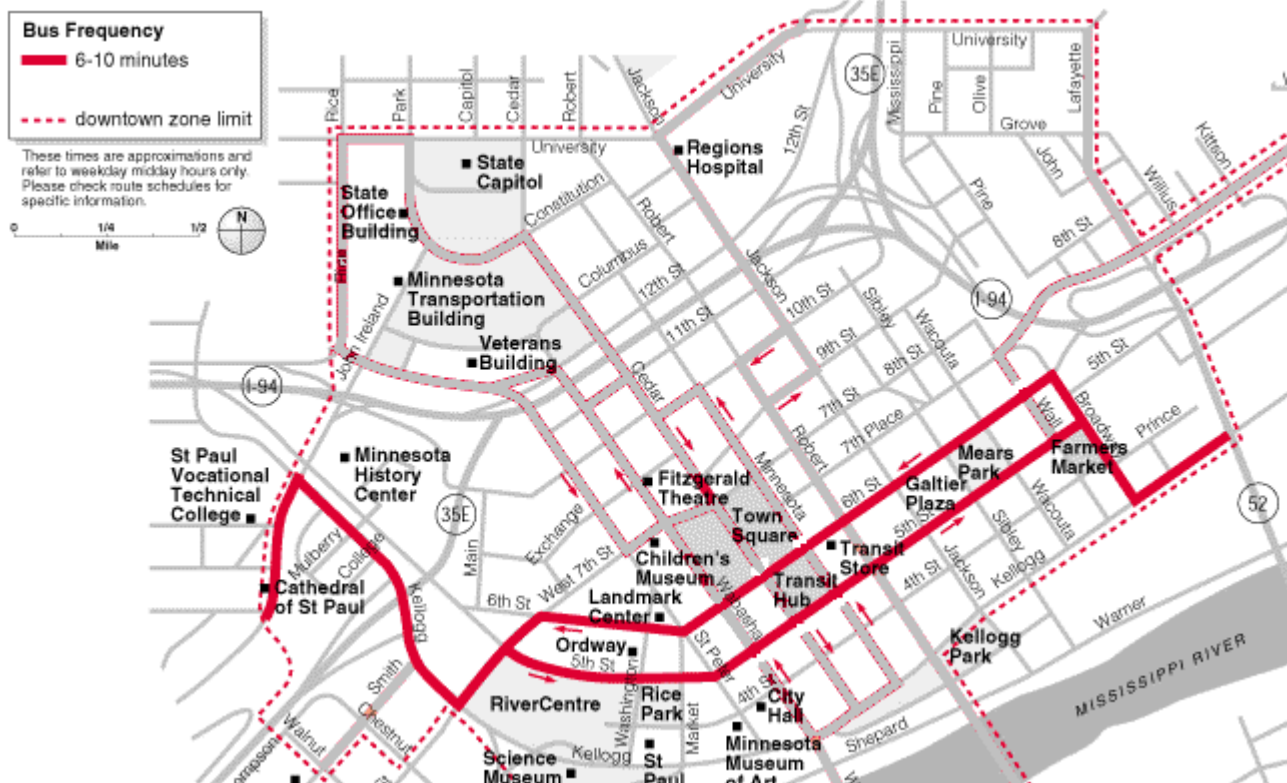 Bus Frequency
6-10 minutes
downtown zone limit
These times are approximations and
refer to weekday midday hours only.
Please check route schedules for
specific information.
0
1/4
1/2
Mile
N
Rice
Park
Capitol
Cedar
Robert
Jackson
University
35E
Mississippi
Pine
Olive
University
Lafayette
12th St
Grove
John
Kittson
Willius
Pine
8th St
University
State
Capitol
Regions
Hospital
State
Office
Building
Constitution
Robert
Columbus
12th St
Jackson
Minnesota
Transportation
Building
11th St
10th St
Sibley
Wacouta
I-94
John Ireland
Veterans
Building
9th St
8th St
5th St
I-94
Cedar
7th St
7th Place
Wall
Broadway
Prince
St Paul
Vocational
Technical
College
Minnesota
History
Center
Robert
Minnesota
Mears
Park
Farmers
Market
Fitzgerald
Theatre
Galtier
Plaza
6th St
5th St
35E
Town
Square
52
Wacouta
Sibley
Main
Exchange
West 7th St
Mulberry
College
Children's
Museum
Transit
Store
Transit
Hub
4th St
Jackson
Kellogg
Cathedral
of St Paul
Kellogg
6th St
Landmark
Center
Wabasha
Warner
Ordway
St Peter
Kellogg
Park
5th St
4th St
MISSISSIPPI RIVER
Smith
RiverCentre
Washington
Rice
Park
City
Hall
Market
Walnut
Chestnut
Shepard
Minnesota
Museum
of Art
Kellogg
Science
Museum
St
Paul